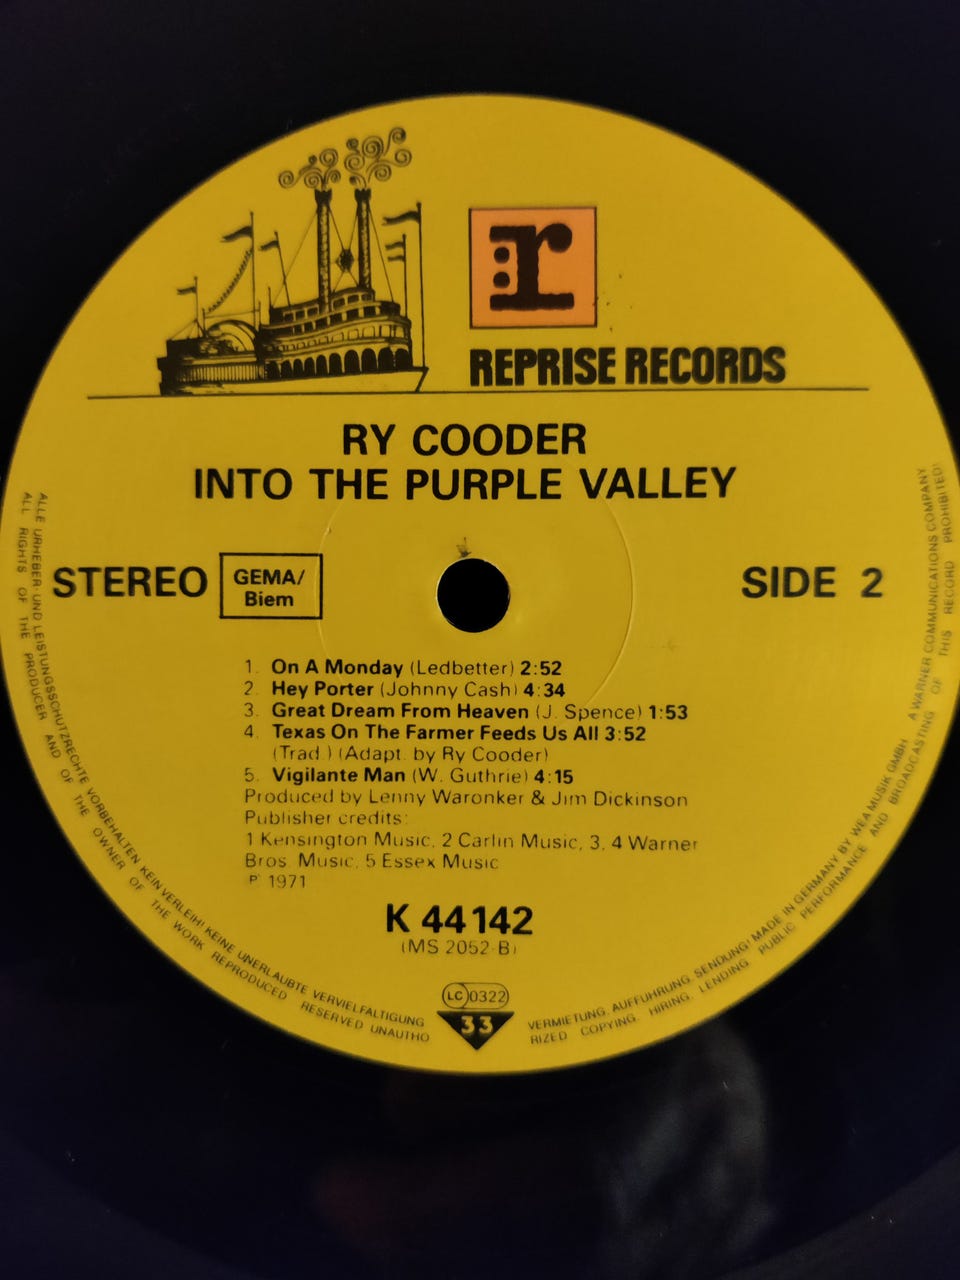 r
REPRISE RECORDS
RY COODER
INTO THE PURPLE VALLEY
STEREO
GEMA/
Biem
SIDE 2
1. On A Monday (Ledbetter) 2:52
2. Hey Porter (Johnny Cash) 4:34
3. Great Dream From Heaven (J. Spence) 1:53
4. Texas On The Farmer Feeds Us All 3:52
(Trad.) (Adapt. by Ry Cooder)
5. Vigilante Man (W. Guthrie) 4:15
Produced by Lenny Waronker & Jim Dickinson
Publisher credits:
1 Kensington Music, 2 Carlin Music, 3, 4 Warner
Bros. Music, 5 Essex Music
P 1971
K 44142
(MS 2052-B)
LC 0322
33
ALLE URHEBER- UND LEISTUNGSSCHUTZRECHTE VORBEHALTEN KEIN VERLEIH! KEINE UNERLAUBTE VERVIELFÄLTIGUNG VERMIETUNG, AUFFÜHRUNG SENDUNG! MADE IN GERMANY BY WEA MUSIK GMBH A WARNER COMMUNICATIONS COMPANY
ALL RIGHTS OF THE PRODUCER AND OF THE OWNER OF THE WORK REPRODUCED RESERVED UNAUTHORIZED COPYING, HIRING, LENDING PUBLIC PERFORMANCE AND BROADCASTING OF THIS RECORD PROHIBITED!